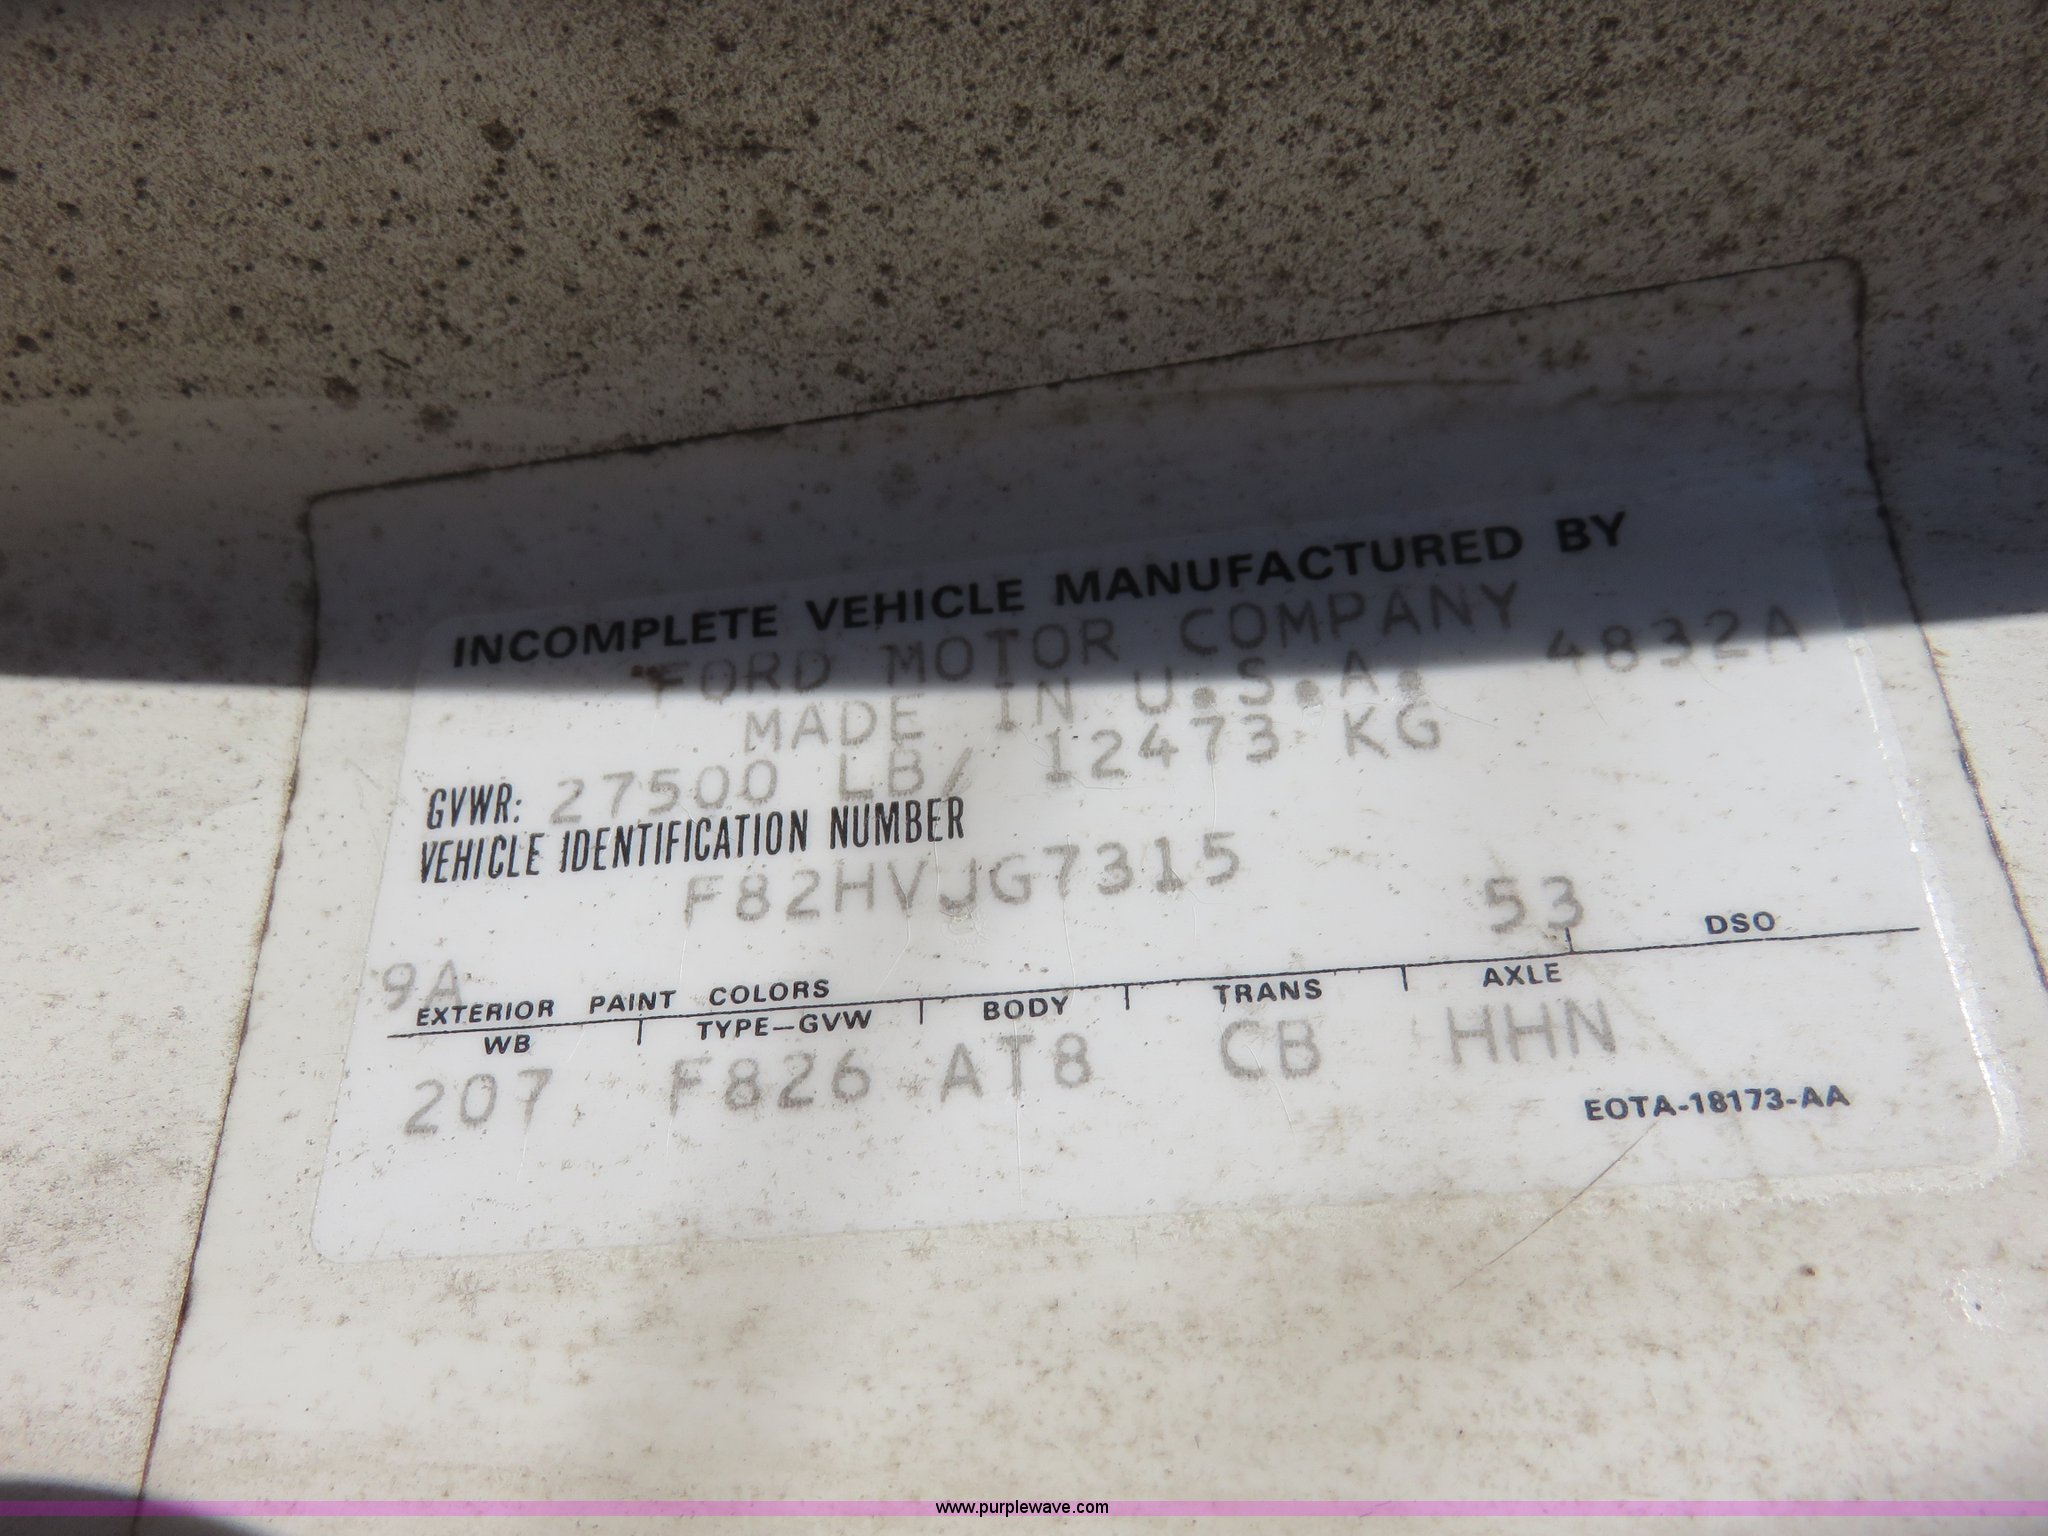 INCOMPLETE VEHICLE MANUFACTURED BY
FORD MOTOR COMPANY
MADE IN U.S.A. 4832A
GVWR: 27500 LB/ 12473 KG
VEHICLE IDENTIFICATION NUMBER
F82HVJG7315
9A 53
EXTERIOR PAINT COLORS DSO
WB TYPE-GVW BODY TRANS AXLE
207 F826 AT8 CB HHN
EOTA-18173-AA
www.purplewave.com